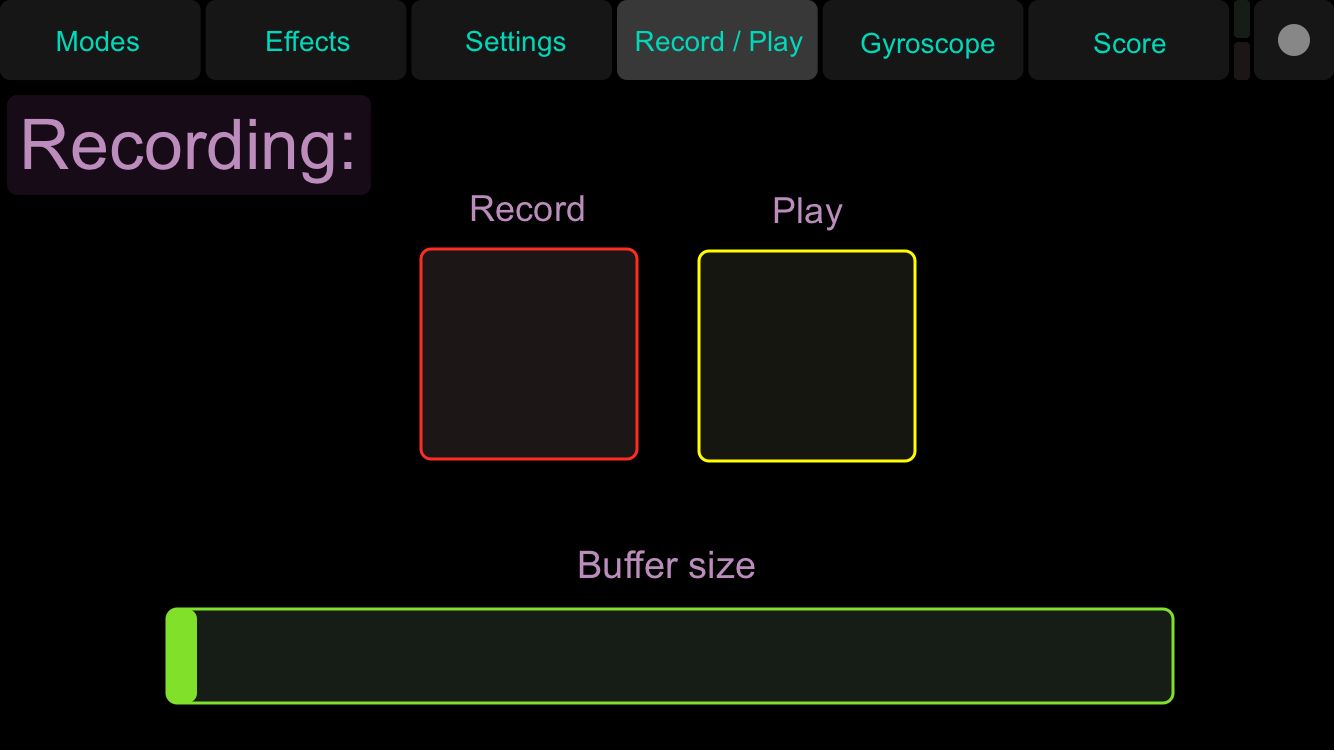 Modes
Effects
Settings
Record / Play
Gyroscope
Score
Recording:
Record
Play
Buffer size